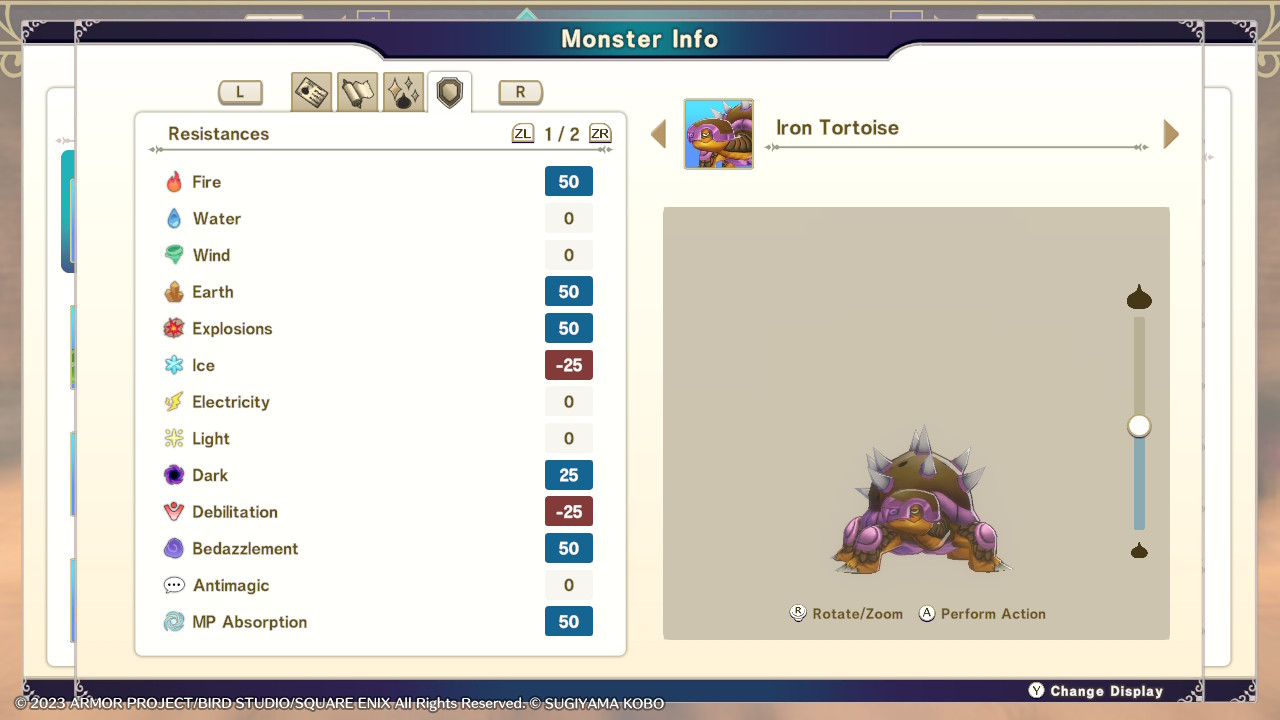 Monster Info
L
R
Resistances
ZL 1 / 2 ZR
Fire 50
Water 0
Wind 0
Earth 50
Explosions 50
Ice -25
Electricity 0
Light 0
Dark 25
Debilitation -25
Bedazzlement 50
Antimagic 0
MP Absorption 50
Iron Tortoise
R Rotate/Zoom A Perform Action
Y Change Display
© 2023 ARMOR PROJECT/BIRD STUDIO/SQUARE ENIX All Rights Reserved. © SUGIYAMA KOBO